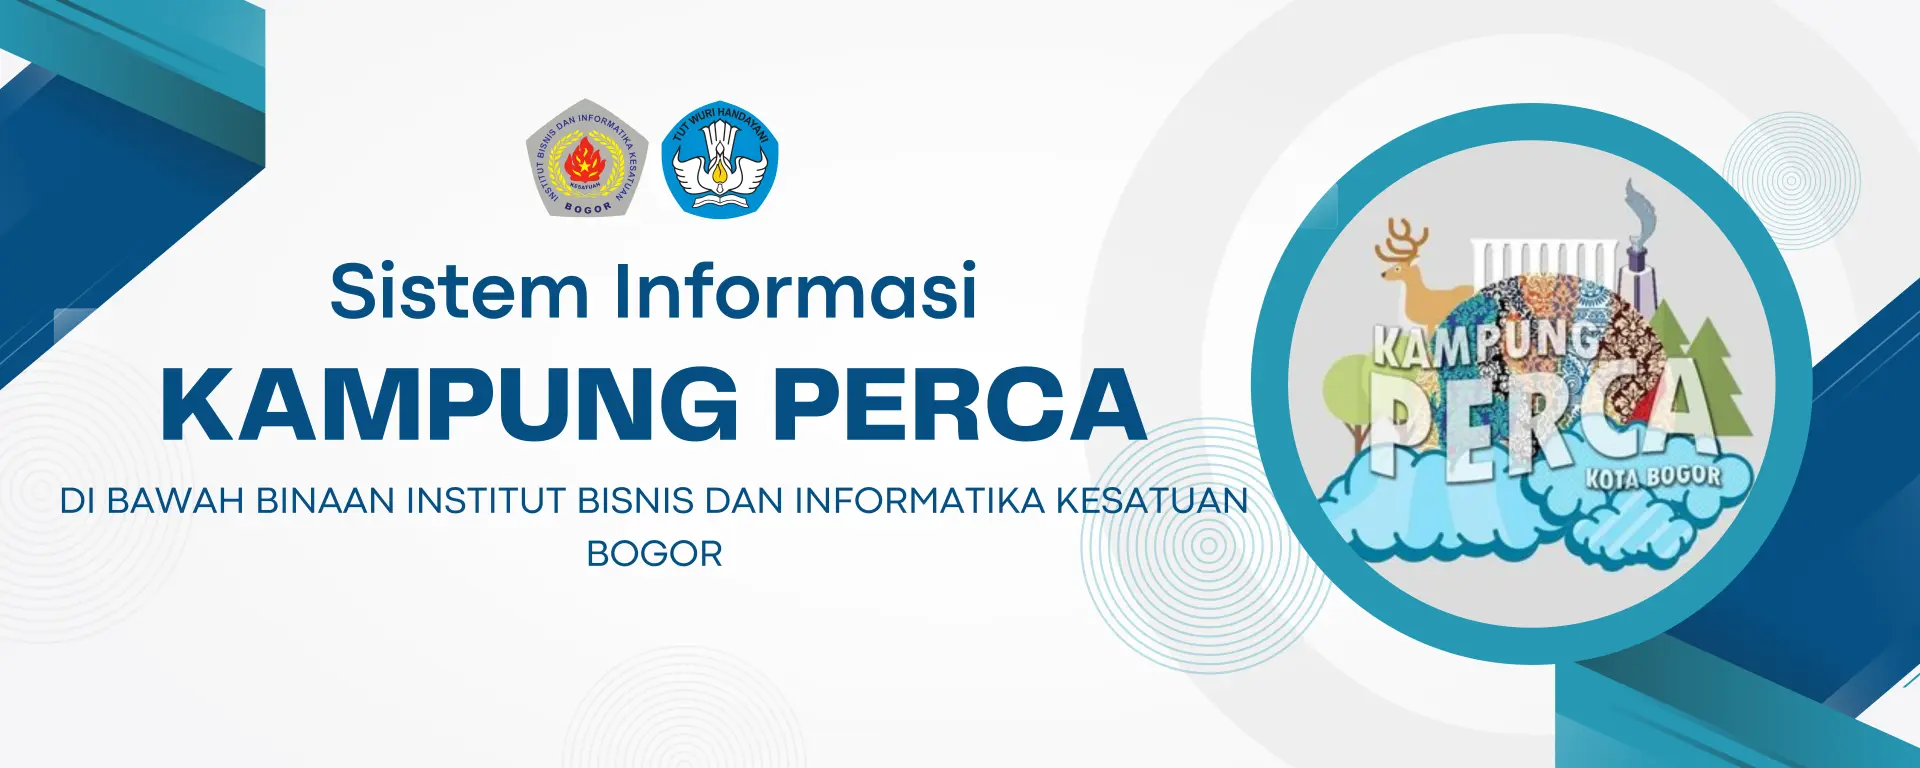 INSTITUT BISNIS DAN INFORMATIKA KESATUAN
KESATUAN
BOGOR
TUT WURI HANDAYANI
Sistem Informasi
KAMPUNG PERCA
DI BAWAH BINAAN INSTITUT BISNIS DAN INFORMATIKA KESATUAN
BOGOR
KAMPUNG
PERCA
KOTA BOGOR